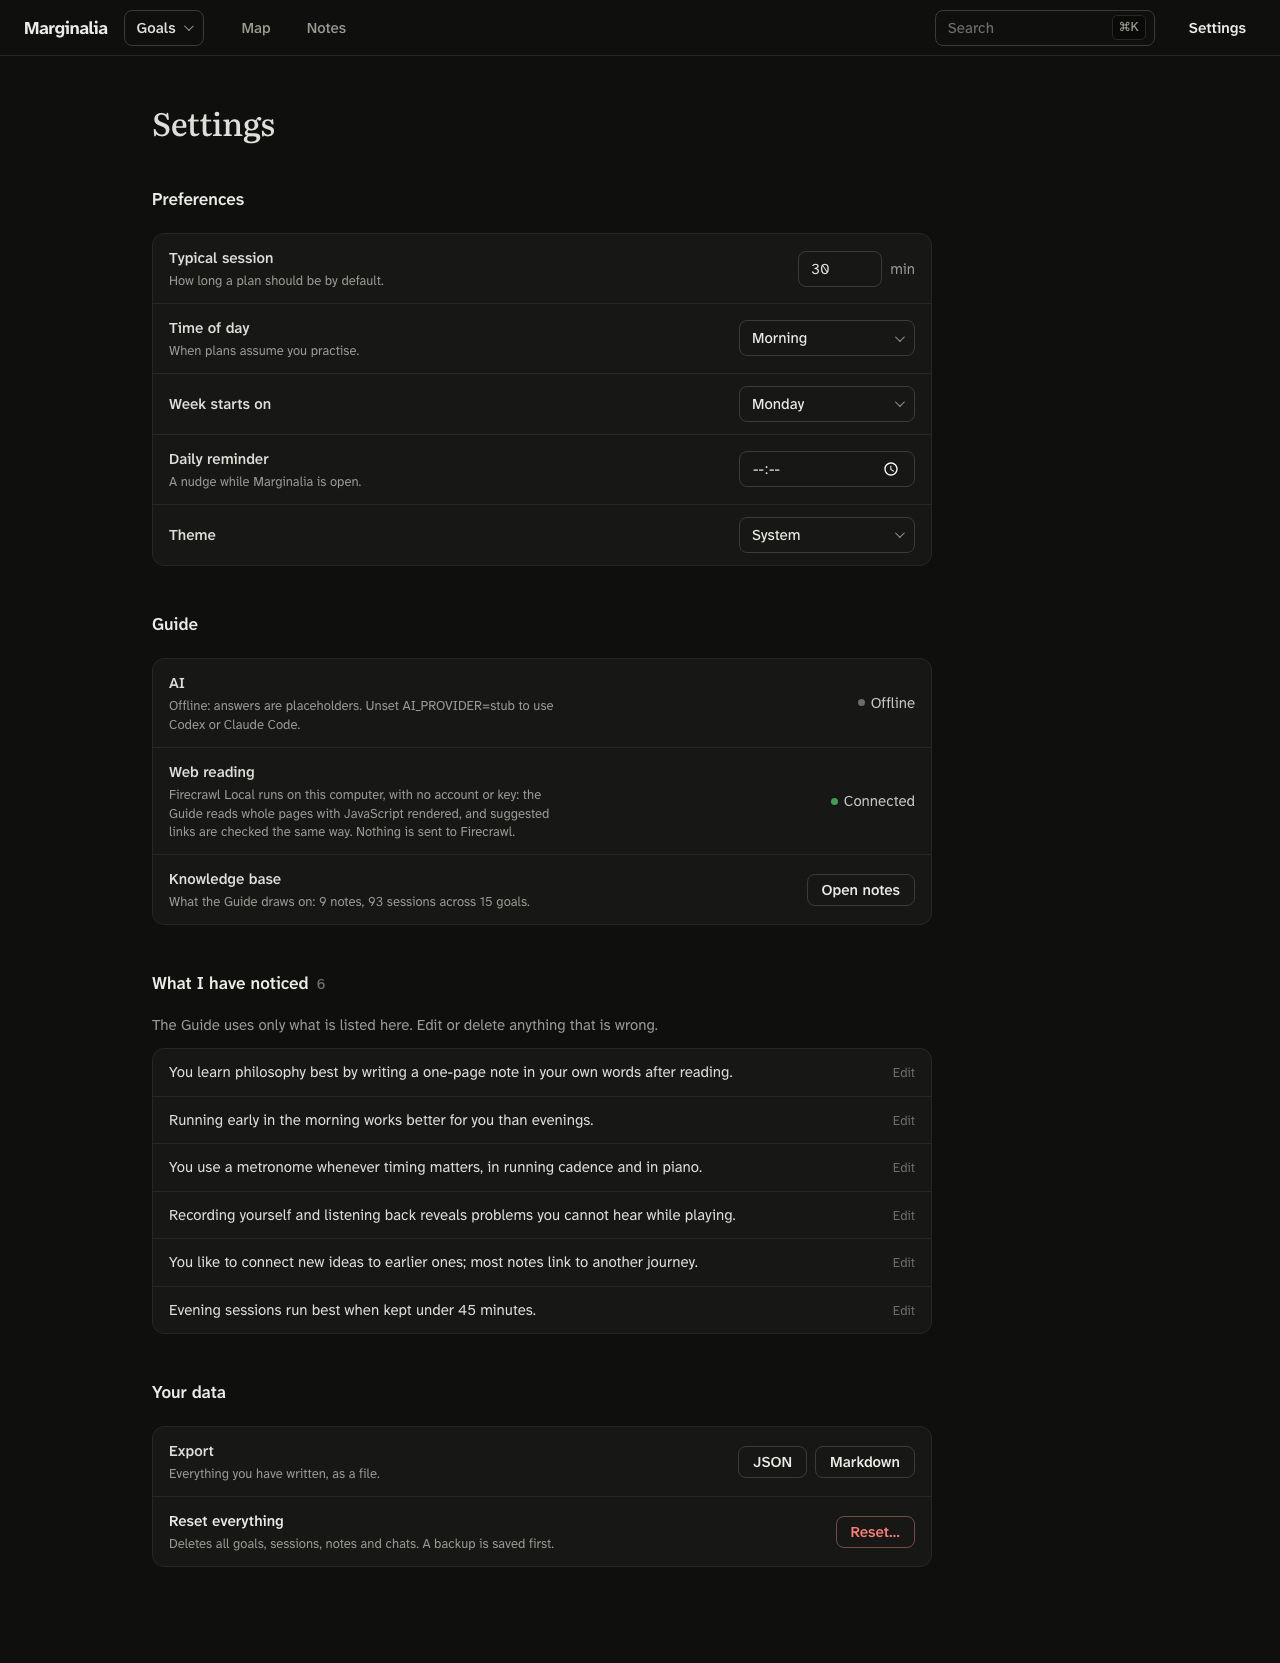 Marginalia Goals Map Notes Search ⌘K Settings
Settings
Preferences
Typical session
How long a plan should be by default.
30 min
Time of day
When plans assume you practise.
Morning
Week starts on
Monday
Daily reminder
A nudge while Marginalia is open.
--:--
Theme
System
Guide
AI
Offline: answers are placeholders. Unset AI_PROVIDER=stub to use
Codex or Claude Code.
Offline
Web reading
Firecrawl Local runs on this computer, with no account or key: the
Guide reads whole pages with JavaScript rendered, and suggested
links are checked the same way. Nothing is sent to Firecrawl.
Connected
Knowledge base
What the Guide draws on: 9 notes, 93 sessions across 15 goals.
Open notes
What I have noticed 6
The Guide uses only what is listed here. Edit or delete anything that is wrong.
You learn philosophy best by writing a one-page note in your own words after reading. Edit
Running early in the morning works better for you than evenings. Edit
You use a metronome whenever timing matters, in running cadence and in piano. Edit
Recording yourself and listening back reveals problems you cannot hear while playing. Edit
You like to connect new ideas to earlier ones; most notes link to another journey. Edit
Evening sessions run best when kept under 45 minutes. Edit
Your data
Export
Everything you have written, as a file.
JSON Markdown
Reset everything
Deletes all goals, sessions, notes and chats. A backup is saved first.
Reset...